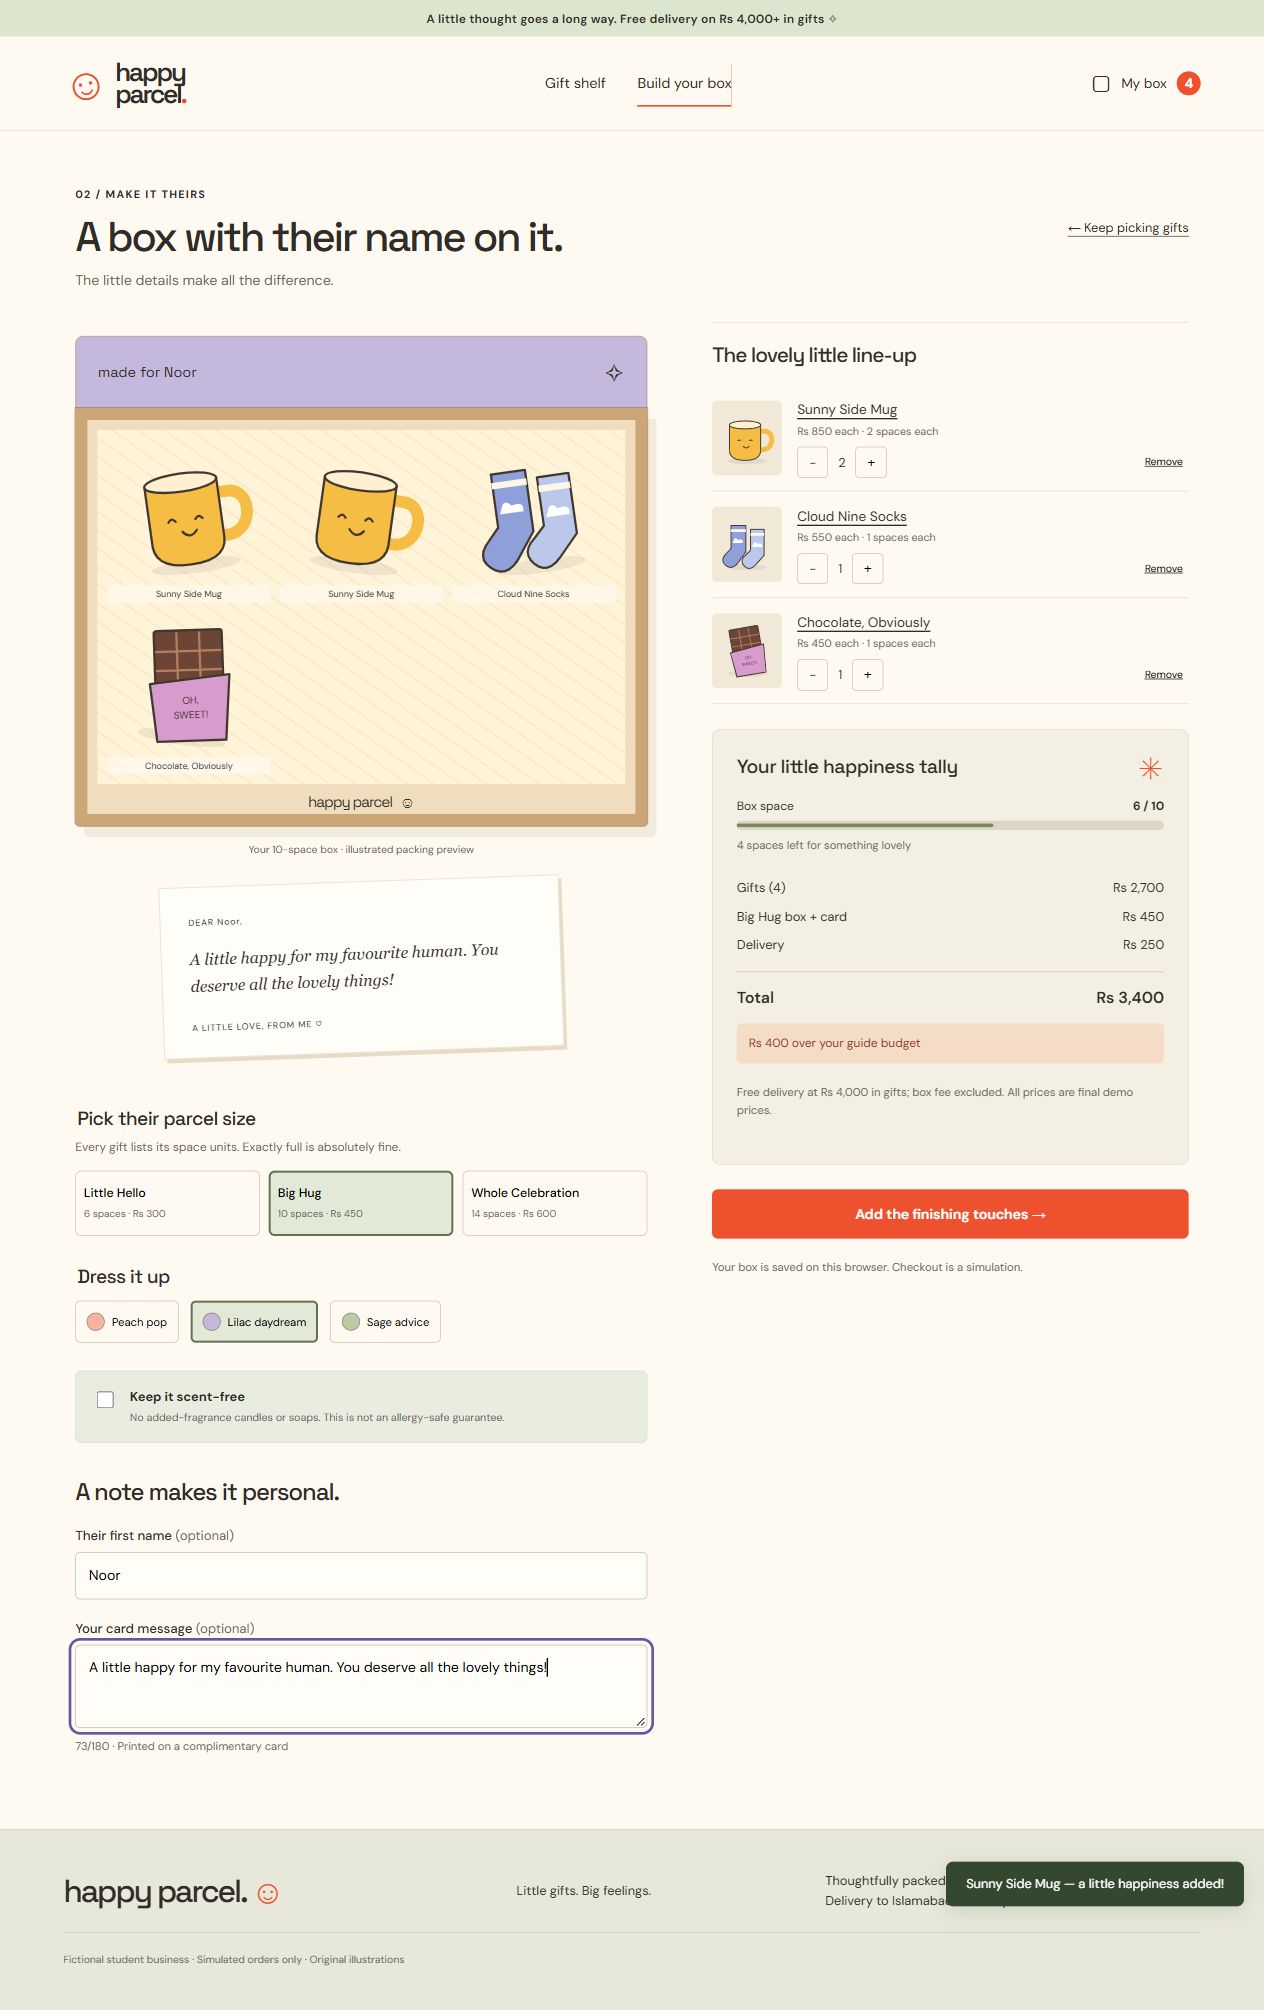 A little thought goes a long way. Free delivery on Rs 4,000+ in gifts ✧
happy
parcel.
Gift shelf
Build your box
My box
4
02 / MAKE IT THEIRS
A box with their name on it.
← Keep picking gifts
The little details make all the difference.
made for Noor
Sunny Side Mug
Sunny Side Mug
Cloud Nine Socks
OH,
SWEET!
Chocolate, Obviously
happy parcel ☺
Your 10-space box · illustrated packing preview
DEAR Noor,
A little happy for my favourite human. You
deserve all the lovely things!
A LITTLE LOVE, FROM ME ♡
Pick their parcel size
Every gift lists its space units. Exactly full is absolutely fine.
Little Hello
6 spaces · Rs 300
Big Hug
10 spaces · Rs 450
Whole Celebration
14 spaces · Rs 600
Dress it up
Peach pop
Lilac daydream
Sage advice
Keep it scent-free
No added-fragrance candles or soaps. This is not an allergy-safe guarantee.
A note makes it personal.
Their first name (optional)
Noor
Your card message (optional)
A little happy for my favourite human. You deserve all the lovely things!
73/180 · Printed on a complimentary card
The lovely little line-up
Sunny Side Mug
Rs 850 each · 2 spaces each
- 2 +
Remove
Cloud Nine Socks
Rs 550 each · 1 spaces each
- 1 +
Remove
OH,
SWEET!
Chocolate, Obviously
Rs 450 each · 1 spaces each
- 1 +
Remove
Your little happiness tally
Box space 6 / 10
4 spaces left for something lovely
Gifts (4) Rs 2,700
Big Hug box + card Rs 450
Delivery Rs 250
Total Rs 3,400
Rs 400 over your guide budget
Free delivery at Rs 4,000 in gifts; box fee excluded. All prices are final demo
prices.
Add the finishing touches →
Your box is saved on this browser. Checkout is a simulation.
happy parcel. ☺
Little gifts. Big feelings.
Thoughtfully packed
Delivery to
Sunny Side Mug — a little happiness added!
Fictional student business · Simulated orders only · Original illustrations